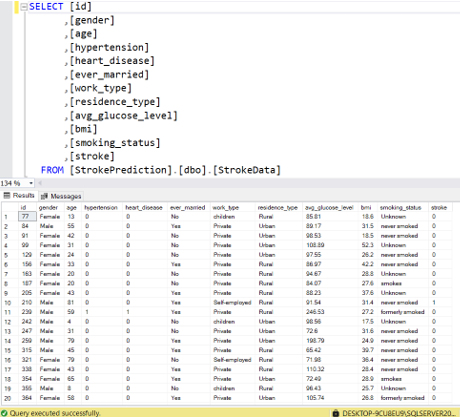 SELECT [id]
,[gender]
,[age]
,[hypertension]
,[heart_disease]
,[ever_married]
,[work_type]
,[residence_type]
,[avg_glucose_level]
,[bmi]
,[smoking_status]
,[stroke]
FROM [StrokePrediction].[dbo].[StrokeData]
134 %
Results Messages
id gender age hypertension heart_disease ever_married work_type residence_type avg_glucose_level bmi smoking_status stroke
1 77 Female 13 0 0 No children Rural 85.81 18.6 Unknown 0
2 84 Male 55 0 0 Yes Private Urban 89.17 31.5 never smoked 0
3 91 Female 42 0 0 No Private Urban 98.53 18.5 never smoked 0
4 99 Female 31 0 0 No Private Urban 108.89 52.3 Unknown 0
5 129 Female 24 0 0 No Private Urban 97.55 26.2 never smoked 0
6 156 Female 33 0 0 Yes Private Rural 86.97 42.2 never smoked 0
7 163 Female 20 0 0 No Private Rural 94.67 28.8 Unknown 0
8 187 Female 20 0 0 No Private Rural 84.07 27.6 smokes 0
9 205 Female 43 0 0 Yes Private Urban 88.23 37.6 Unknown 0
10 210 Male 81 0 0 Yes Self-employed Rural 91.54 31.4 never smoked 1
11 239 Male 59 1 1 Yes Private Rural 246.53 27.2 formerly smoked 0
12 242 Male 4 0 0 No children Urban 98.56 17.5 Unknown 0
13 247 Male 31 0 0 No Private Urban 72.6 31.6 never smoked 0
14 259 Male 79 0 0 Yes Private Urban 198.79 24.9 never smoked 0
15 315 Male 45 0 0 Yes Private Rural 65.42 39.7 never smoked 0
16 321 Female 79 0 0 No Self-employed Rural 71.98 36.4 never smoked 0
17 338 Female 43 0 0 Yes Private Rural 110.32 28.4 never smoked 0
18 354 Female 65 0 0 Yes Private Urban 72.49 28.9 smokes 0
19 355 Male 8 0 0 No children Rural 96.43 25.7 Unknown 0
20 364 Female 58 0 0 Yes Private Urban 105.74 26.8 formerly smoked 0
Query executed successfully. DESKTOP-9CU8EU9\SQLSERVER20...